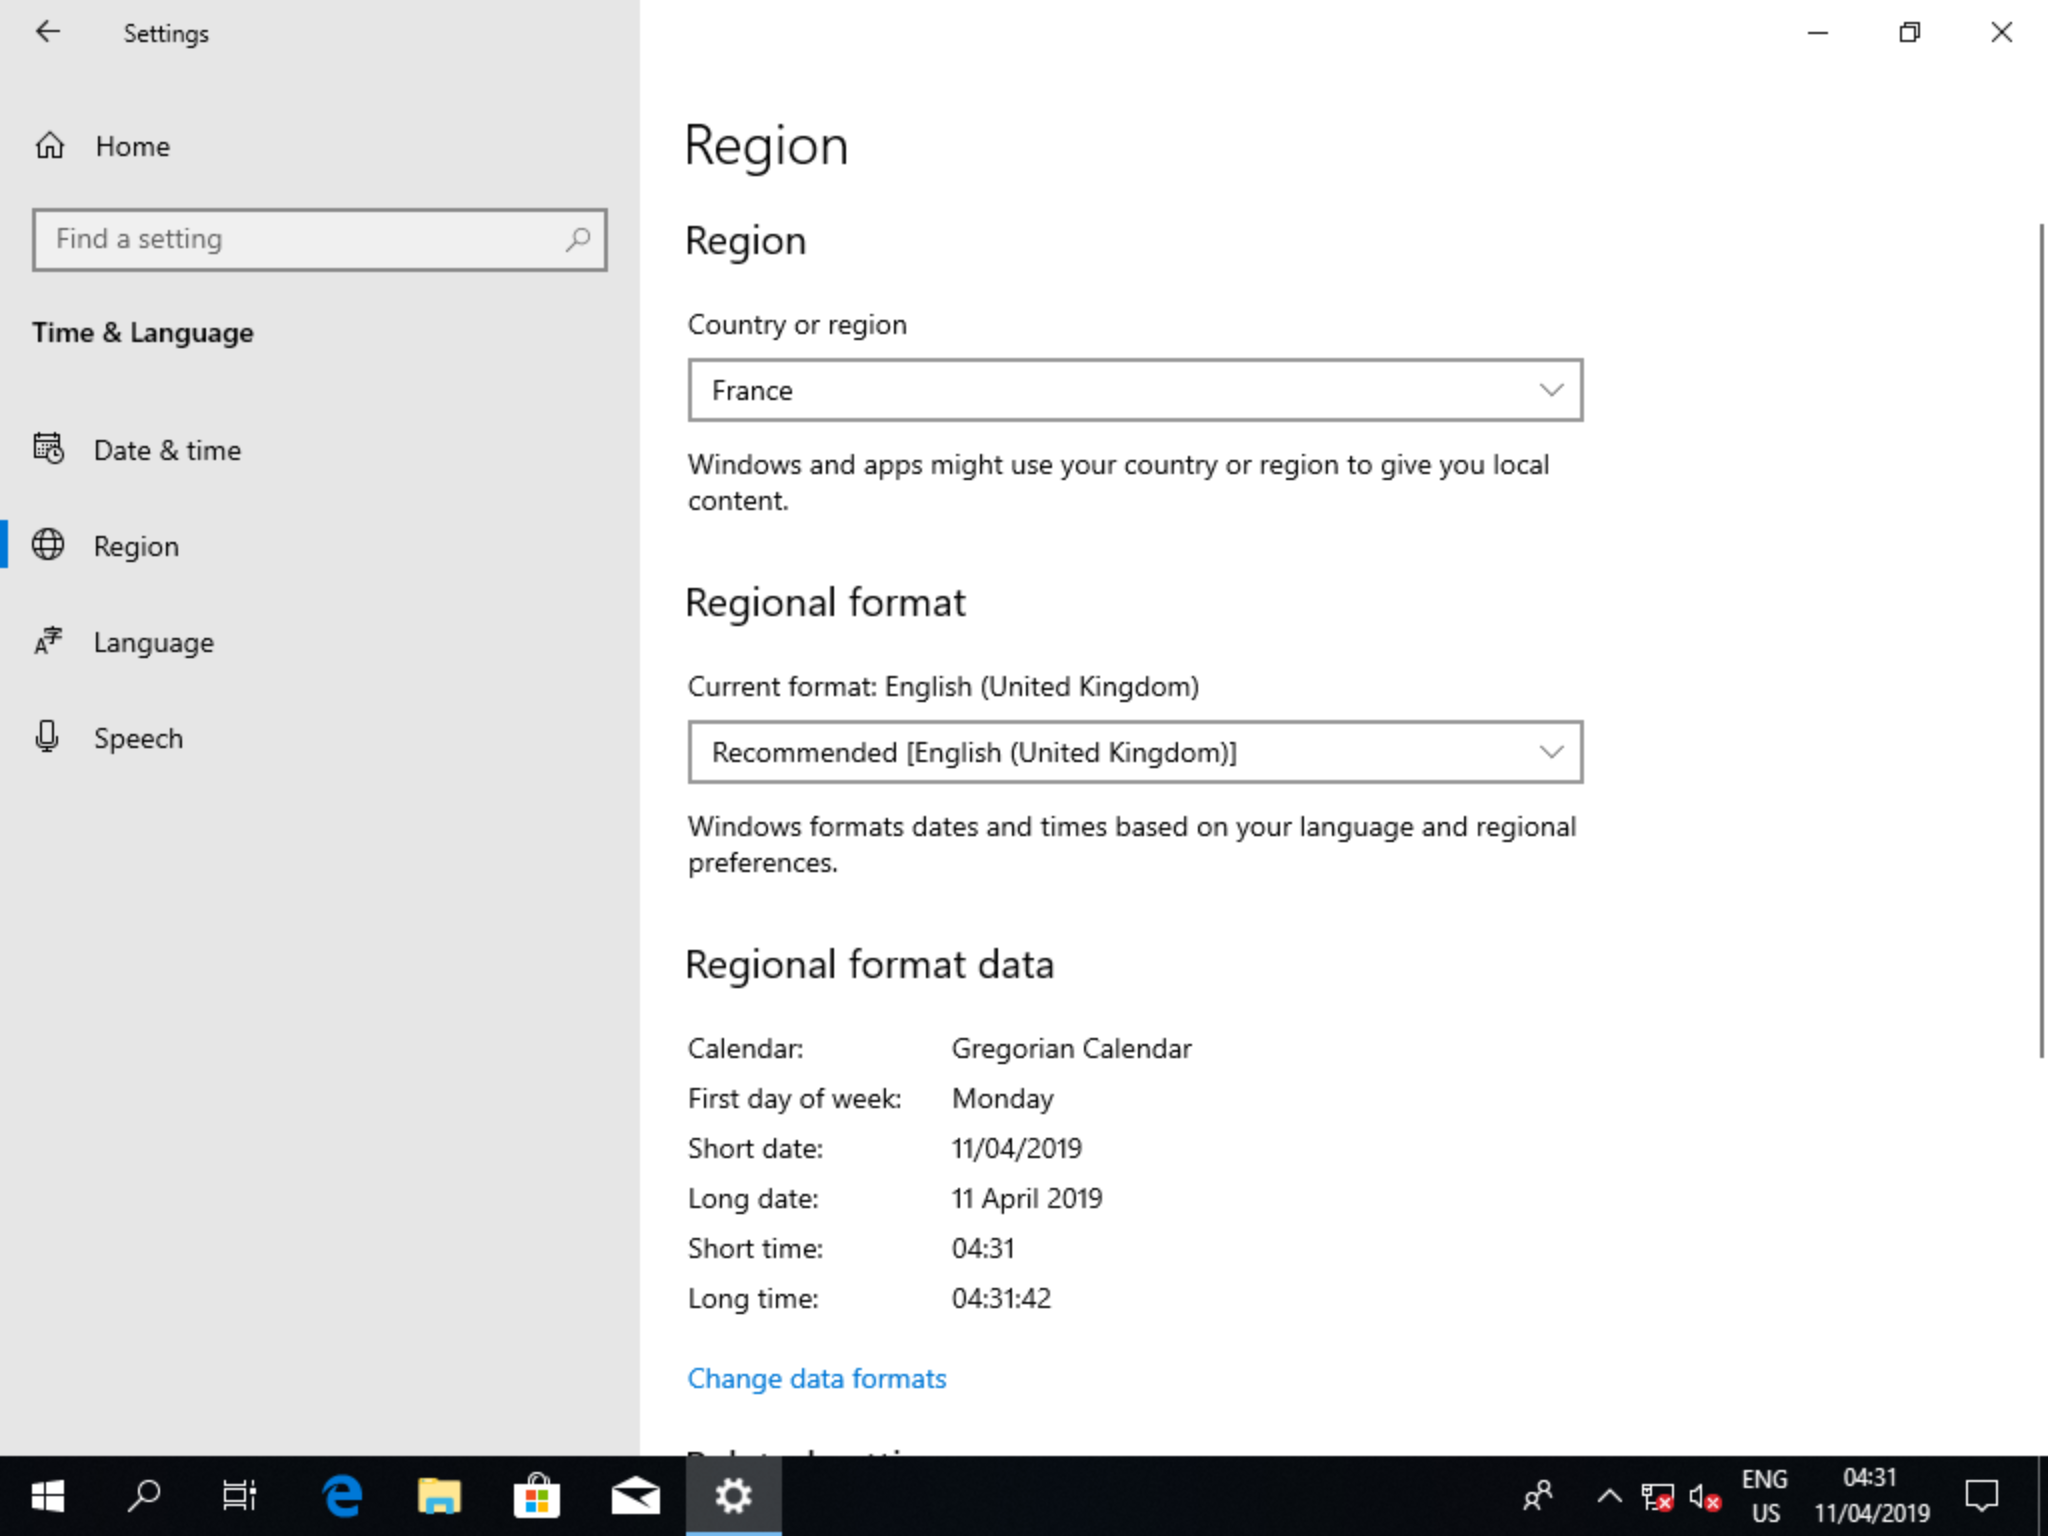 Settings
Home
Find a setting
Time & Language
Date & time
Region
Language
Speech
Region
Region
Country or region
France
Windows and apps might use your country or region to give you local
content.
Regional format
Current format: English (United Kingdom)
Recommended [English (United Kingdom)]
Windows formats dates and times based on your language and regional
preferences.
Regional format data
Calendar: Gregorian Calendar
First day of week: Monday
Short date: 11/04/2019
Long date: 11 April 2019
Short time: 04:31
Long time: 04:31:42
Change data formats
ENG
US
04:31
11/04/2019